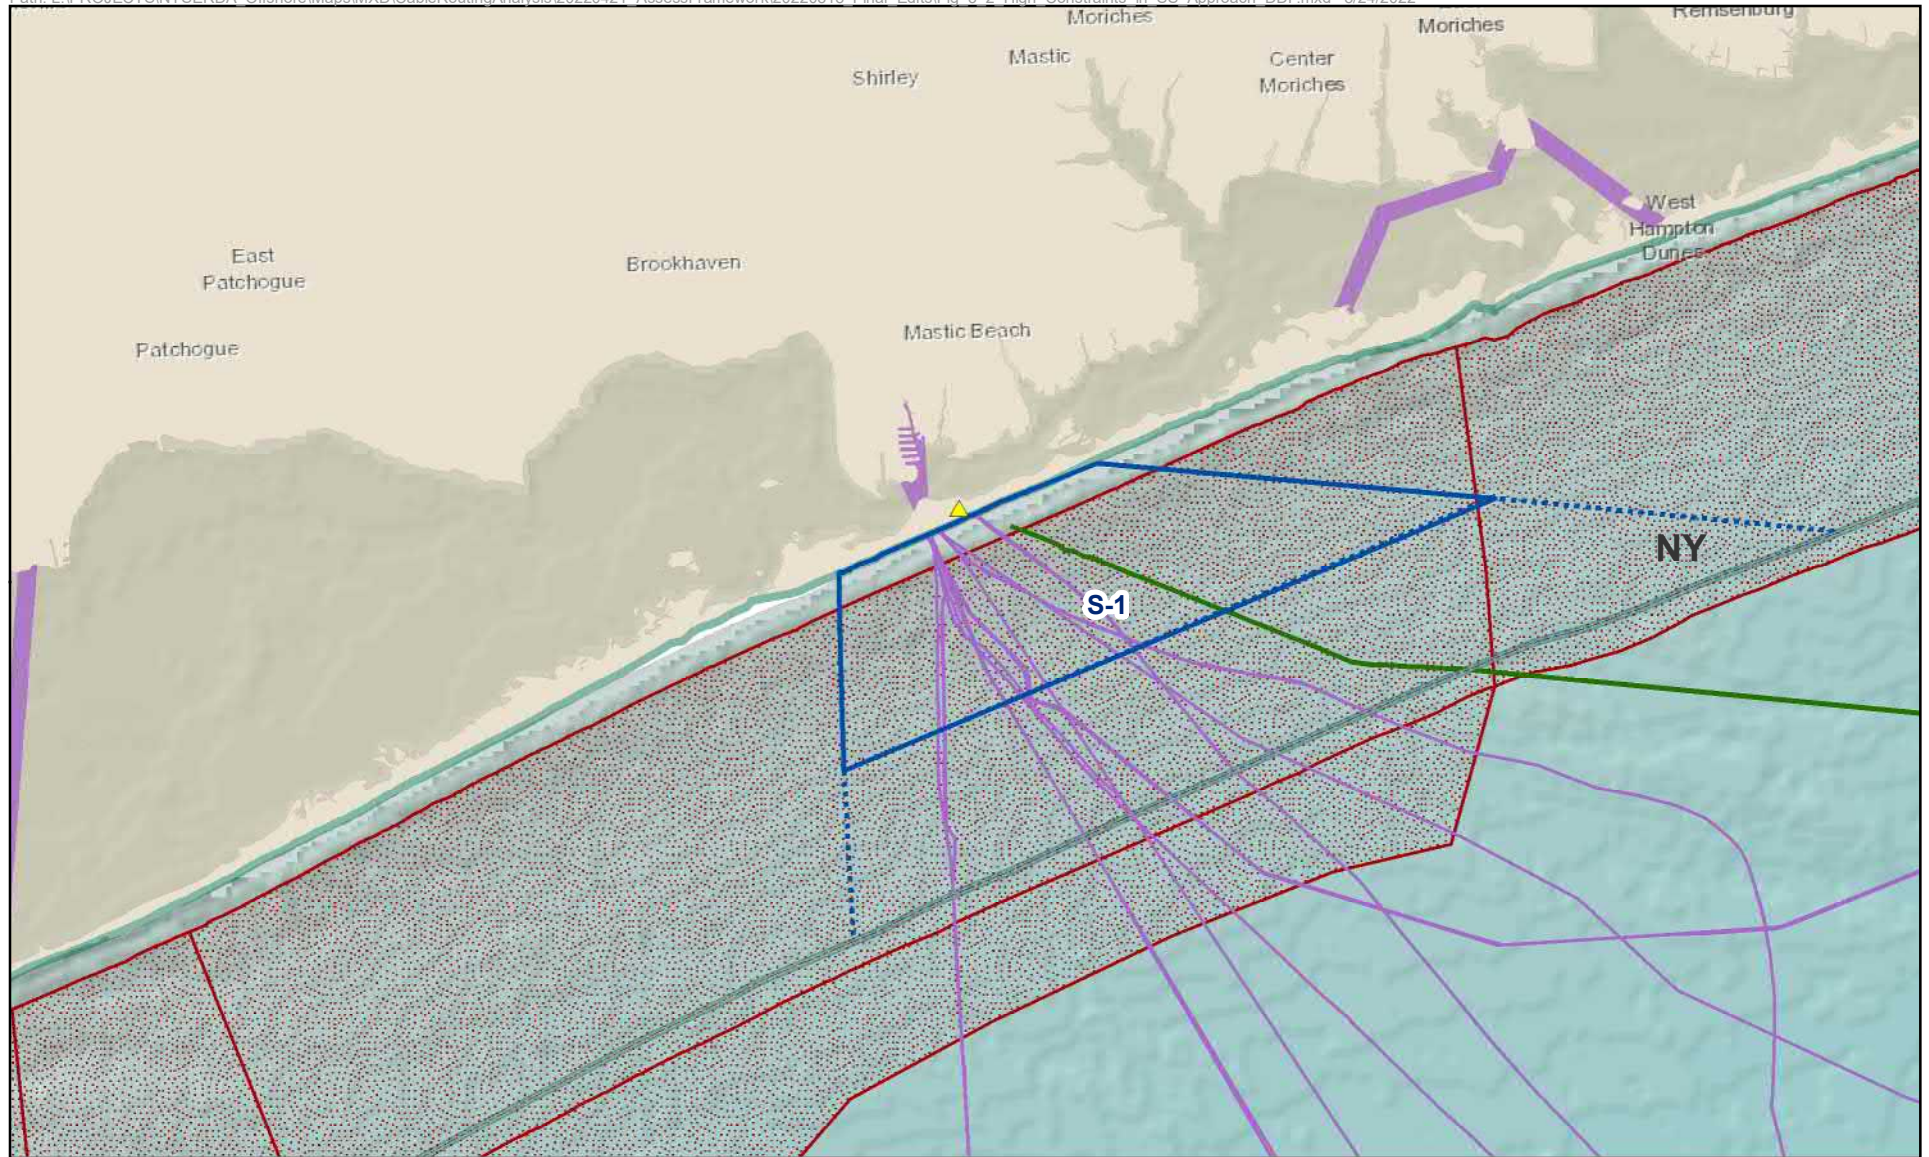 Moriches
Moriches
Remsenburg
Mastic
Center
Moriches
Shirley
West
Hampton
Dunes
East
Patchogue
Brookhaven
Mastic Beach
Patchogue
NY
S-1